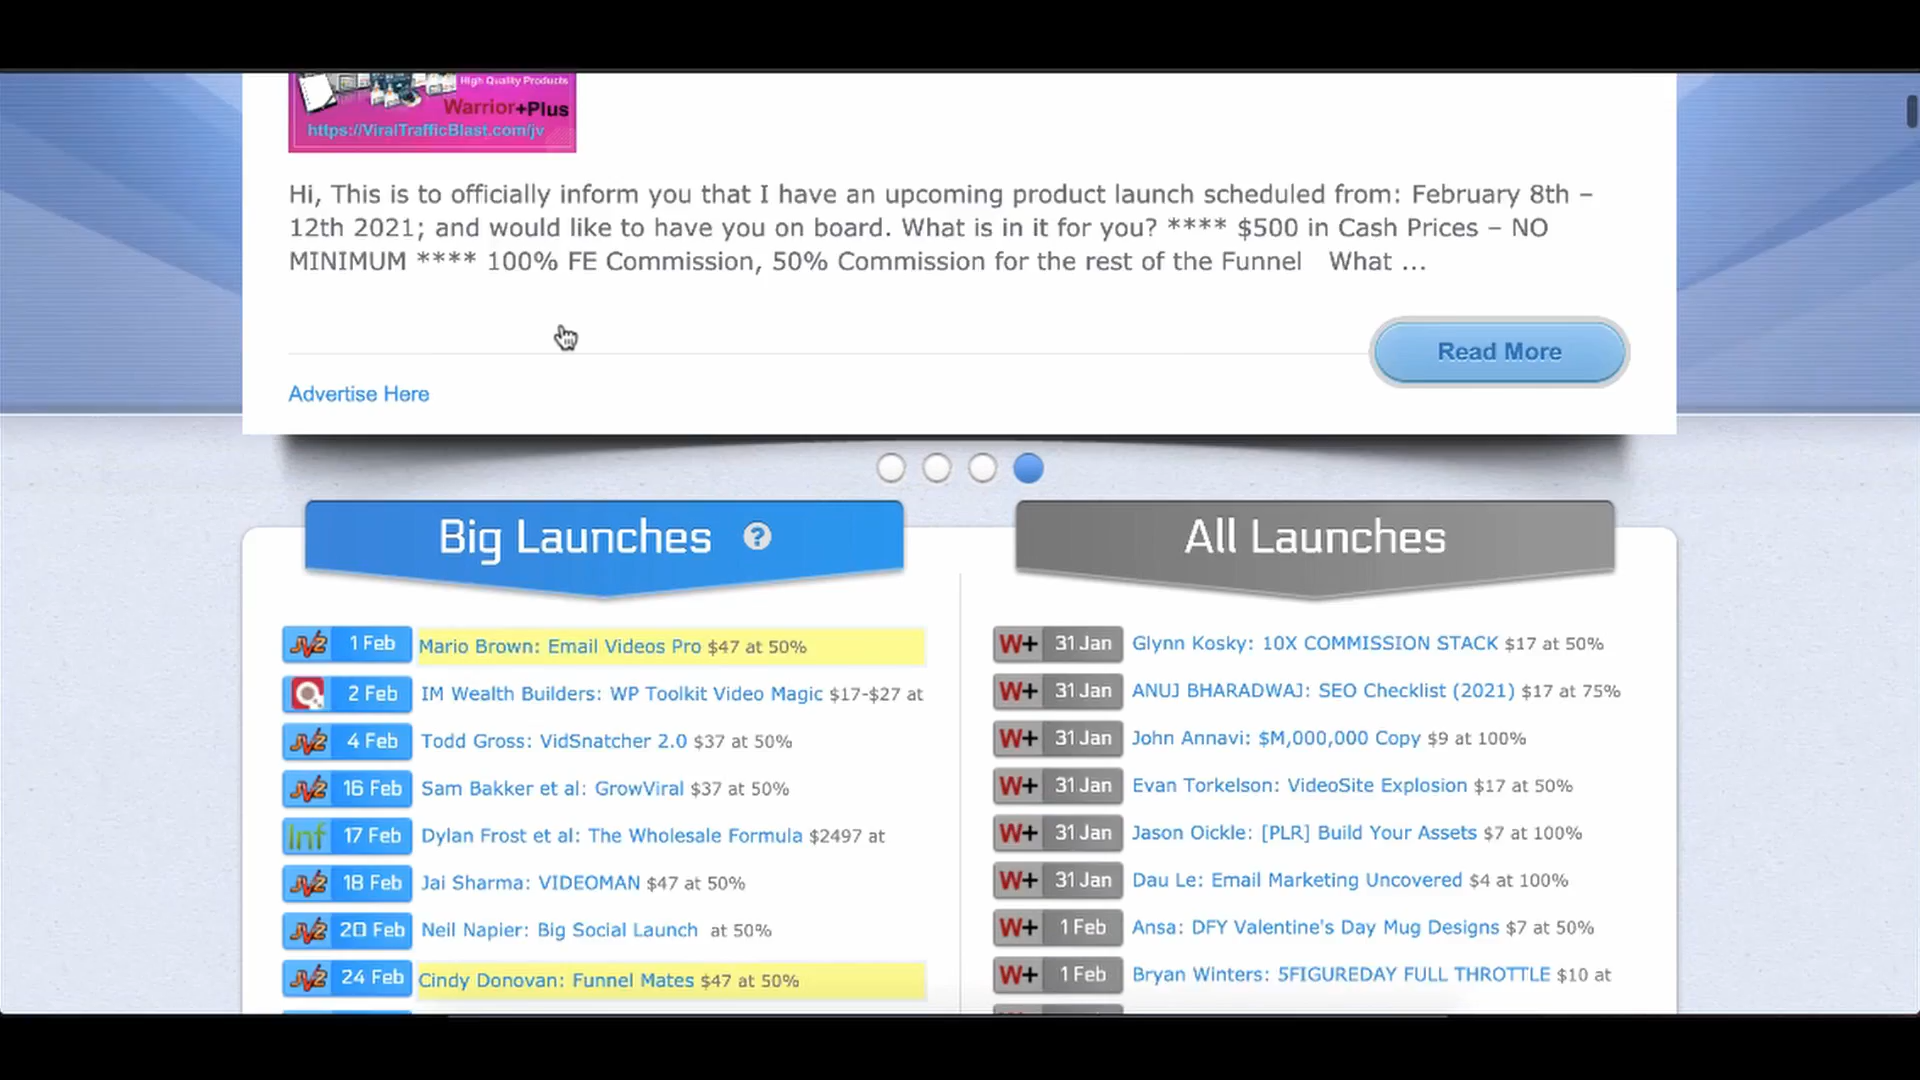 High Quality Products
Warrior+Plus
https://ViralTrafficBlast.com/jv
Hi, This is to officially inform you that I have an upcoming product launch scheduled from: February 8th –
12th 2021; and would like to have you on board. What is in it for you? **** $500 in Cash Prices – NO
MINIMUM **** 100% FE Commission, 50% Commission for the rest of the Funnel What ...
Read More
Advertise Here
Big Launches ?
JVZ 1 Feb Mario Brown: Email Videos Pro $47 at 50%
2 Feb IM Wealth Builders: WP Toolkit Video Magic $17-$27 at
JVZ 4 Feb Todd Gross: VidSnatcher 2.0 $37 at 50%
JVZ 16 Feb Sam Bakker et al: GrowViral $37 at 50%
Inf 17 Feb Dylan Frost et al: The Wholesale Formula $2497 at
JVZ 18 Feb Jai Sharma: VIDEOMAN $47 at 50%
JVZ 20 Feb Neil Napier: Big Social Launch at 50%
JVZ 24 Feb Cindy Donovan: Funnel Mates $47 at 50%
All Launches
W+ 31 Jan Glynn Kosky: 10X COMMISSION STACK $17 at 50%
W+ 31 Jan ANUJ BHARADWAJ: SEO Checklist (2021) $17 at 75%
W+ 31 Jan John Annavi: $M,000,000 Copy $9 at 100%
W+ 31 Jan Evan Torkelson: VideoSite Explosion $17 at 50%
W+ 31 Jan Jason Oickle: [PLR] Build Your Assets $7 at 100%
W+ 31 Jan Dau Le: Email Marketing Uncovered $4 at 100%
W+ 1 Feb Ansa: DFY Valentine's Day Mug Designs $7 at 50%
W+ 1 Feb Bryan Winters: 5FIGUREDAY FULL THROTTLE $10 at